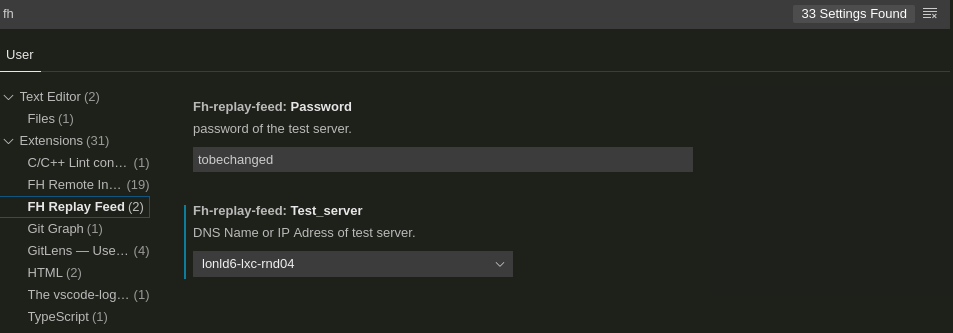 fh
33 Settings Found
User
Text Editor (2)
Files (1)
Extensions (31)
C/C++ Lint con... (1)
FH Remote In... (19)
FH Replay Feed (2)
Git Graph (1)
GitLens — Use... (4)
HTML (2)
The vscode-log... (1)
TypeScript (1)
Fh-replay-feed: Password
password of the test server.
tobechanged
Fh-replay-feed: Test_server
DNS Name or IP Adress of test server.
lonld6-lxc-rnd04